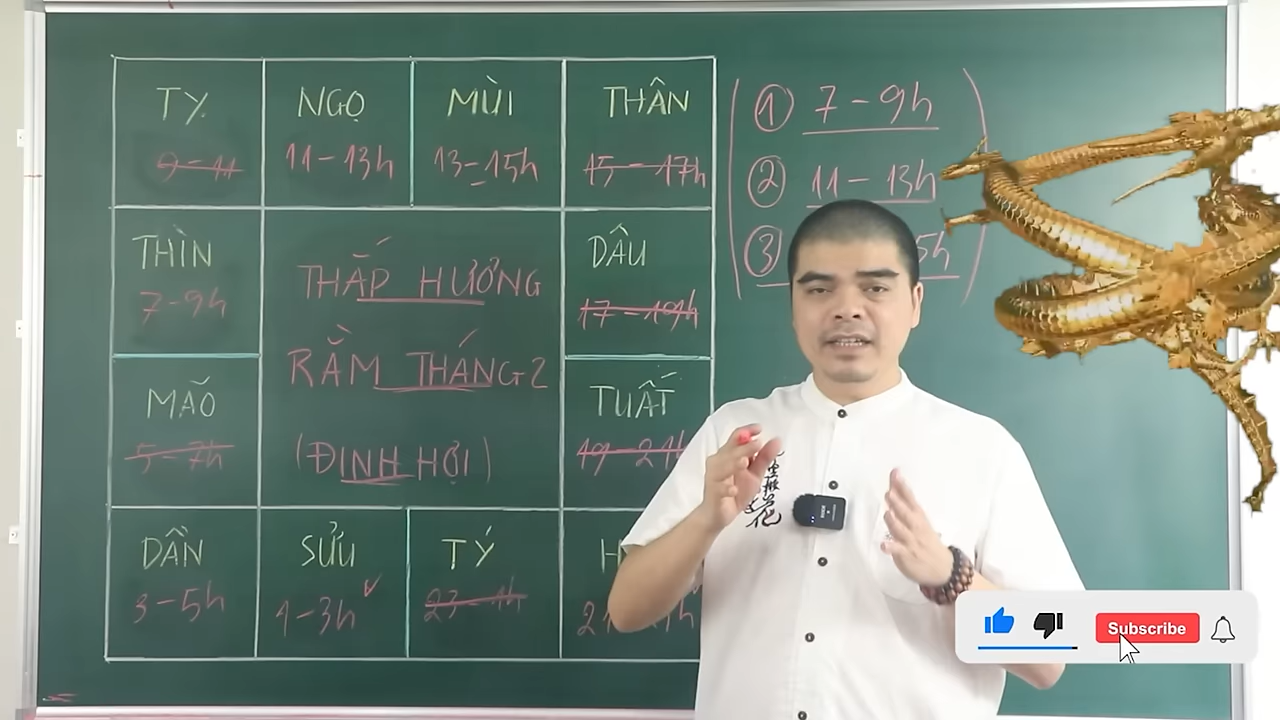 TỴ
9-11
NGỌ
11-13h
MÙI
13-15h
THÂN
15-17h
THÌN
7-9h
DẬU
17-19h
THẮP HƯƠNG
RẰM THÁNG 2
(ĐINH HỢI)
MÃO
5-7h
TUẤT
19-21h
DẦN
3-5h
SỬU
1-3h
TÝ
23-1h
H
① 7-9h
② 11-13h
③ 5h
Subscribe